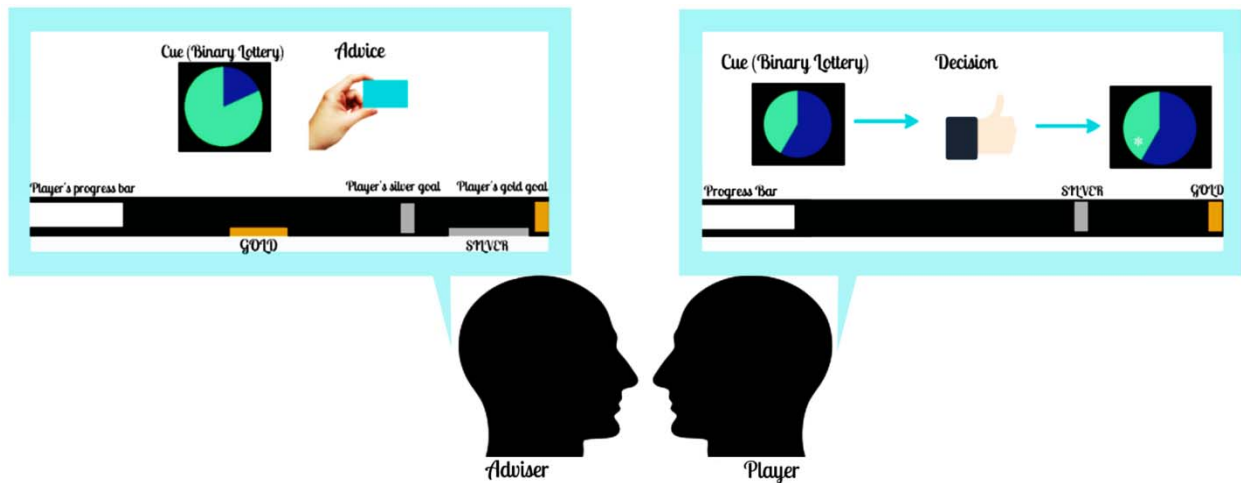 Cue (Binary Lottery)
Advice
Player's progress bar
Player's silver goal
Player's gold goal
GOLD
SILVER
Cue (Binary Lottery)
Decision
Progress Bar
SILVER
GOLD
Adviser
Player